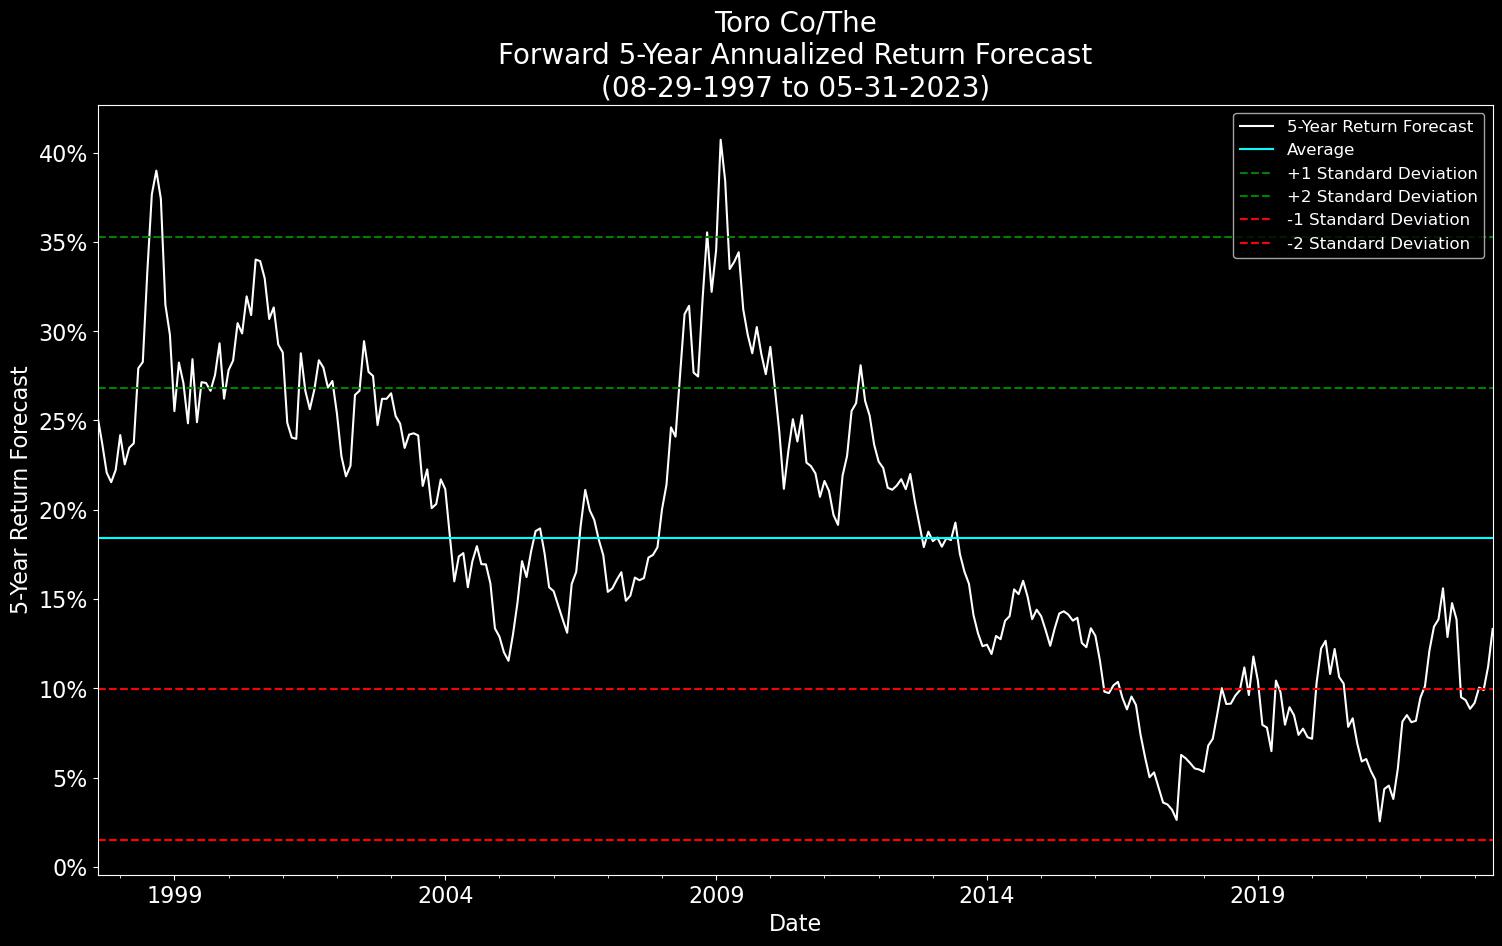 Toro Co/The
Forward 5-Year Annualized Return Forecast
(08-29-1997 to 05-31-2023)
5-Year Return Forecast
Average
+1 Standard Deviation
+2 Standard Deviation
-1 Standard Deviation
-2 Standard Deviation
40%
35%
30%
25%
20%
15%
10%
5%
0%
5-Year Return Forecast
1999
2004
2009
2014
2019
Date